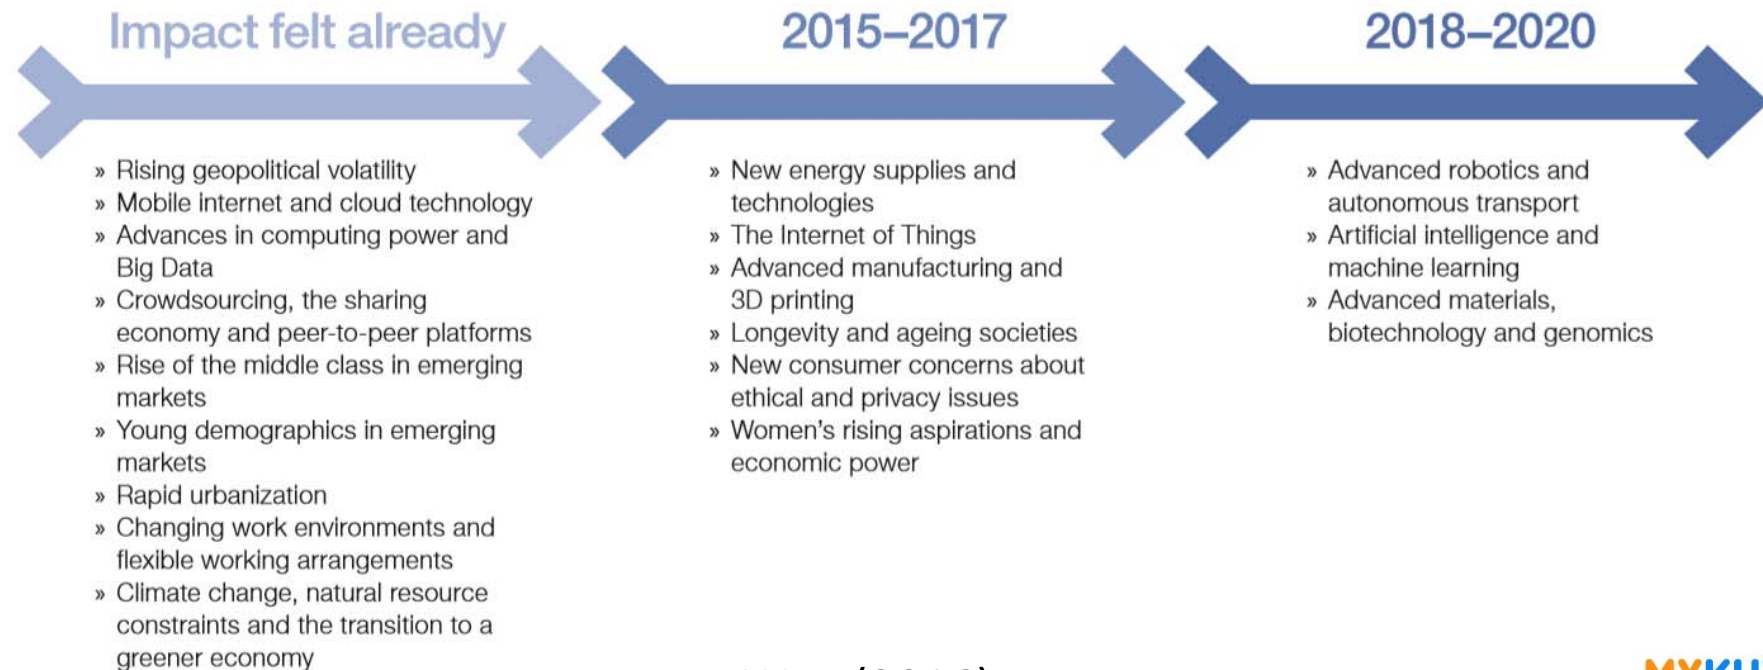 Impact felt already
» Rising geopolitical volatility
» Mobile internet and cloud technology
» Advances in computing power and
Big Data
» Crowdsourcing, the sharing
economy and peer-to-peer platforms
» Rise of the middle class in emerging
markets
» Young demographics in emerging
markets
» Rapid urbanization
» Changing work environments and
flexible working arrangements
» Climate change, natural resource
constraints and the transition to a
greener economy
2015–2017
» New energy supplies and
technologies
» The Internet of Things
» Advanced manufacturing and
3D printing
» Longevity and ageing societies
» New consumer concerns about
ethical and privacy issues
» Women's rising aspirations and
economic power
2018–2020
» Advanced robotics and
autonomous transport
» Artificial intelligence and
machine learning
» Advanced materials,
biotechnology and genomics